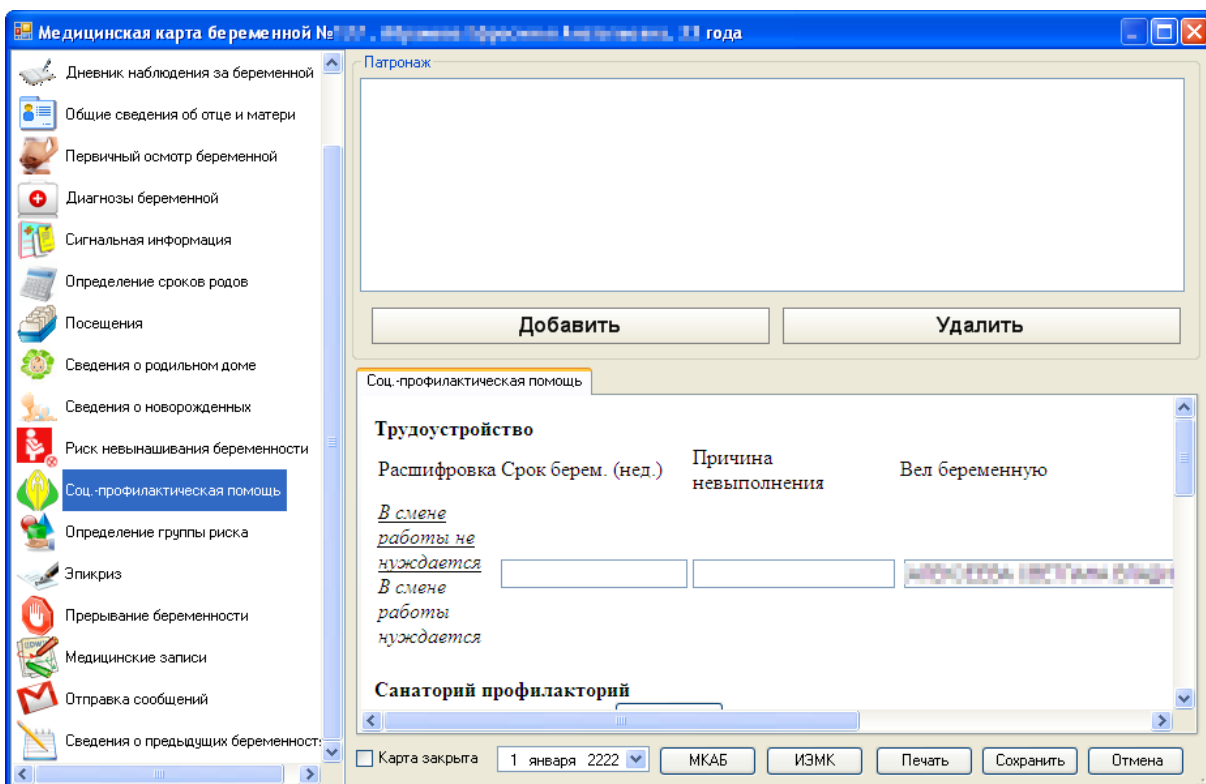 Медицинская карта беременной №
года
Дневник наблюдения за беременной
Общие сведения об отце и матери
Первичный осмотр беременной
Диагнозы беременной
Сигнальная информация
Определение сроков родов
Посещения
Сведения о родильном доме
Сведения о новорожденных
Риск невынашивания беременности
Соц.-профилактическая помощь
Определение группы риска
Эпикриз
Прерывание беременности
Медицинские записи
Отправка сообщений
Сведения о предыдущих беременност
Патронаж
Добавить
Удалить
Соц.-профилактическая помощь
Трудоустройство
Расшифровка Срок берем. (нед.)
Причина
невыполнения
Вел беременную
В смене
работы не
нуждается
В смене
работы
нуждается
Санаторий профилакторий
Карта закрыта
1 января 2222
МКАБ
ИЭМК
Печать
Сохранить
Отмена